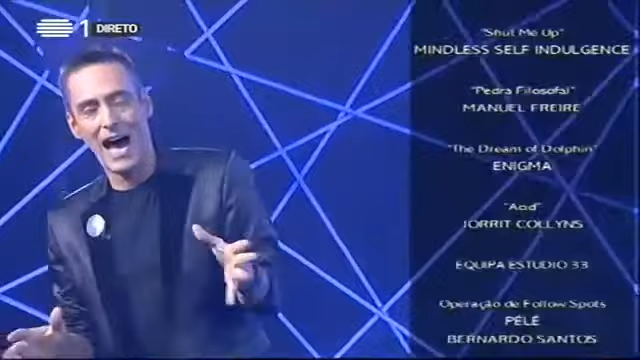 1 DIRETO
"Shut Me Up"
MINDLESS SELF INDULGENCE
"Pedra Filosofal"
MANUEL FREIRE
"The Dream of Dolphin"
ENIGMA
"Acid"
JORRIT COLLYNS
EQUIPA ESTÚDIO 33
Operação de Follow Spots
PELÉ
BERNARDO SANTOS